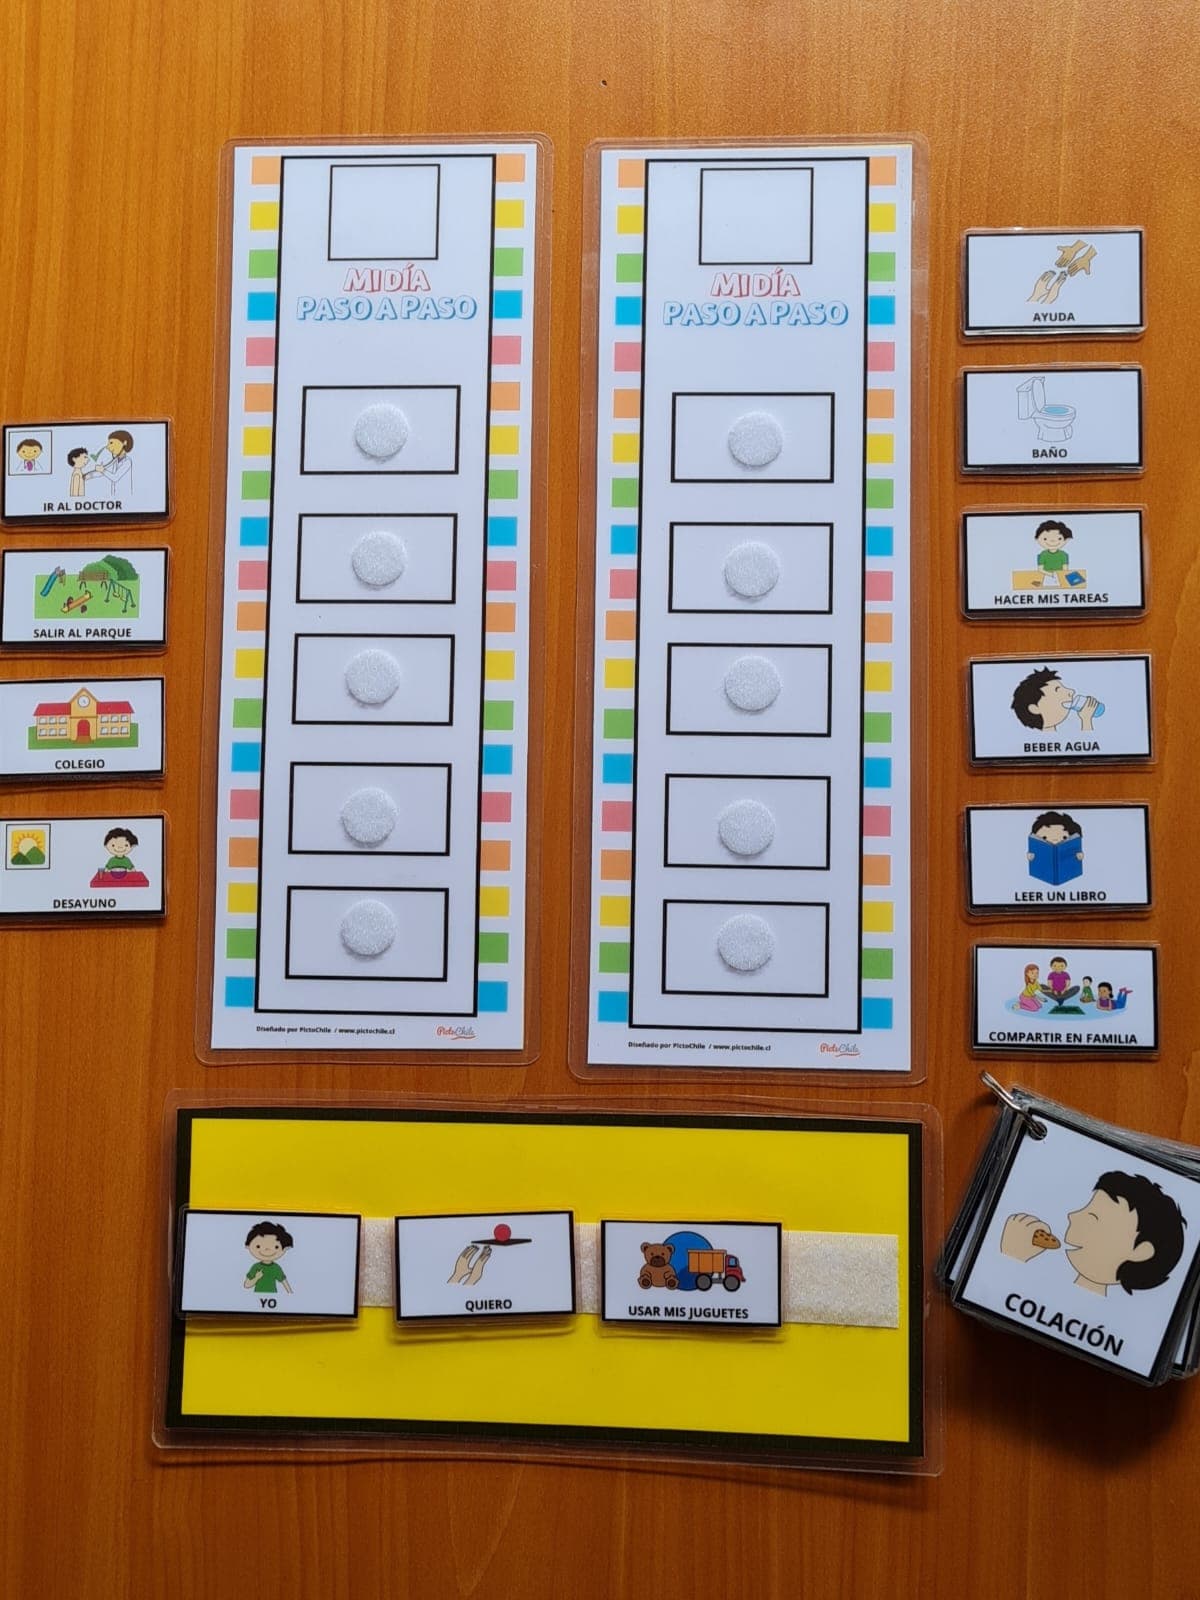 MI DÍA
PASO A PASO
Diseñado por PictoChile / www.pictochile.cl
PictoChile
MI DÍA
PASO A PASO
Diseñado por PictoChile / www.pictochile.cl
PictoChile
IR AL DOCTOR
SALIR AL PARQUE
COLEGIO
DESAYUNO
AYUDA
BAÑO
HACER MIS TAREAS
BEBER AGUA
LEER UN LIBRO
COMPARTIR EN FAMILIA
YO
QUIERO
USAR MIS JUGUETES
COLACIÓN